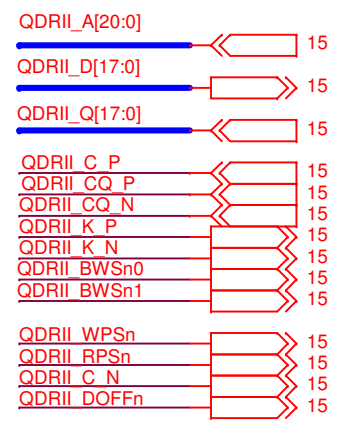 QDRII_A[20:0] 15
QDRII_D[17:0] 15
QDRII_Q[17:0] 15
QDRII_C_P 15
QDRII_CQ_P 15
QDRII_CQ_N 15
QDRII_K_P 15
QDRII_K_N 15
QDRII_BWSn0 15
QDRII_BWSn1 15
QDRII_WPSn 15
QDRII_RPSn 15
QDRII_C_N 15
QDRII_DOFFn 15